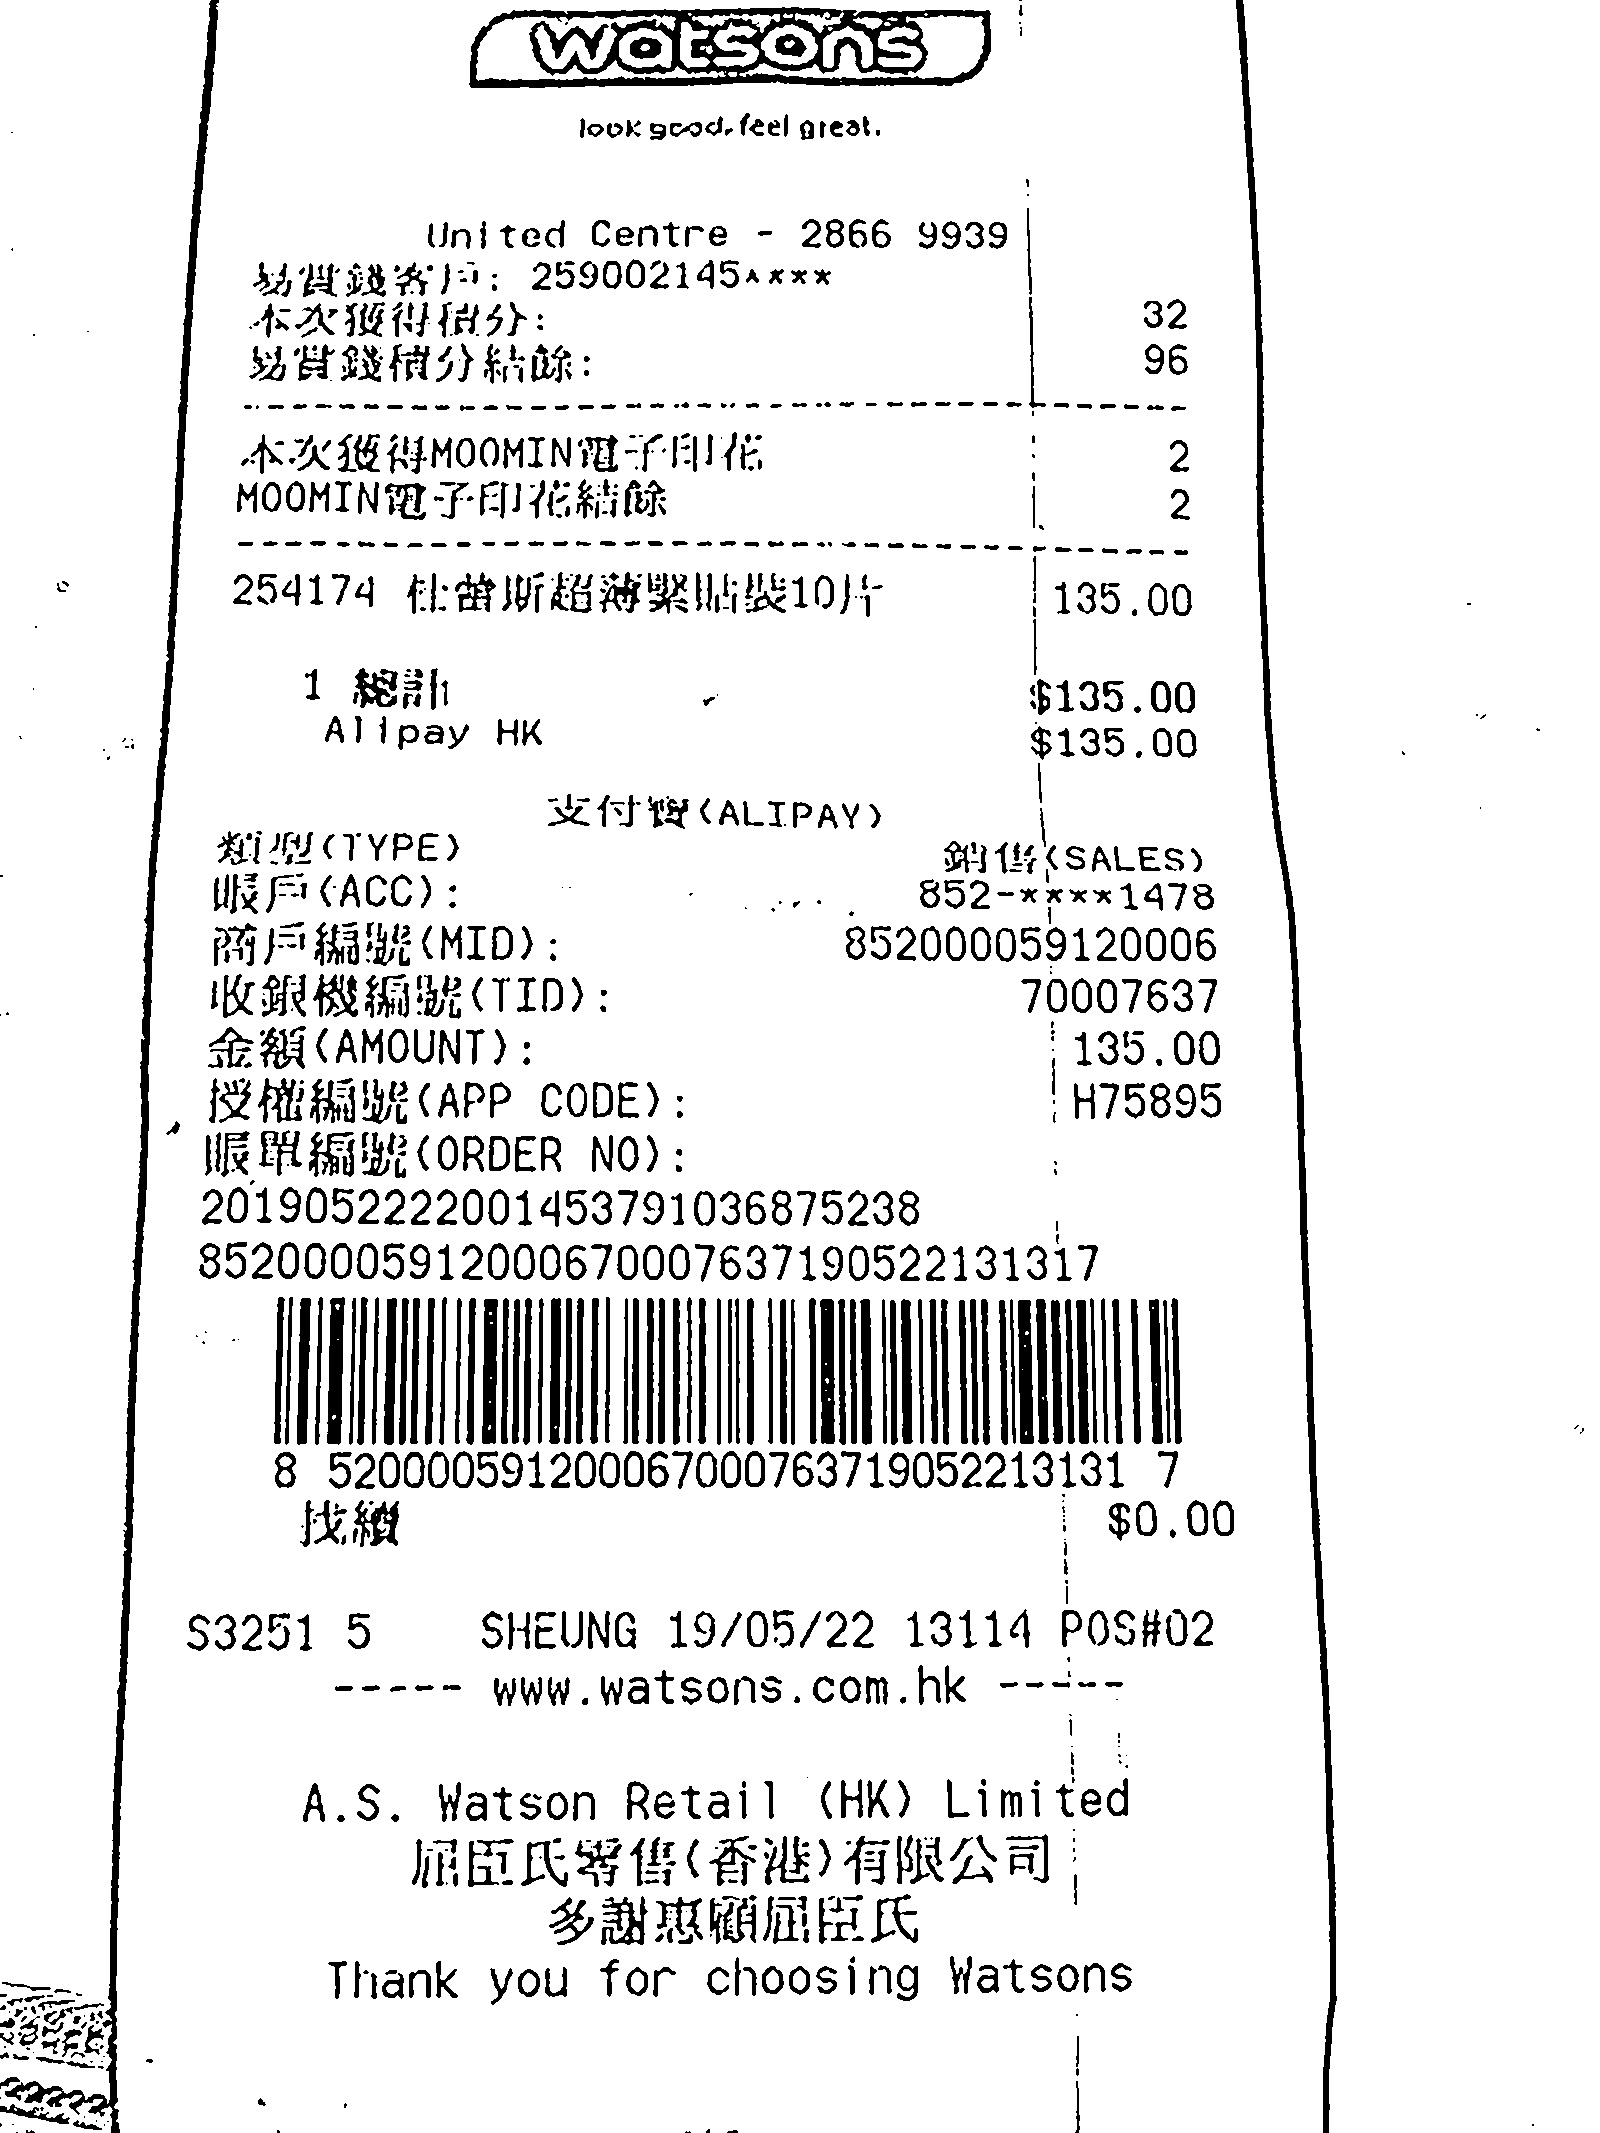 watsons
look good, feel great.
United Centre - 2866 9939
易賞錢客戶: 259002145****
本次獲得積分: 32
易賞錢積分結餘: 96
本次獲得MOOMIN電子印花 2
MOOMIN電子印花結餘 2
254174 杜蕾斯超薄緊貼裝10片 135.00
1 總計 $135.00
Alipay HK $135.00
支付寶(ALIPAY)
類型(TYPE) 銷售(SALES)
賬戶(ACC): 852-****1478
商戶編號(MID): 852000059120006
收銀機編號(TID): 70007637
金額(AMOUNT): 135.00
授權編號(APP CODE): H75895
賬單編號(ORDER NO):
2019052222001453791036875238
85200005912000670007637190522131317
8 520000591200067000763719052213131 7
找續 $0.00
S3251 5 SHEUNG 19/05/22 13114 POS#02
----- www.watsons.com.hk -----
A.S. Watson Retail (HK) Limited
屈臣氏零售(香港)有限公司
多謝惠顧屈臣氏
Thank you for choosing Watsons